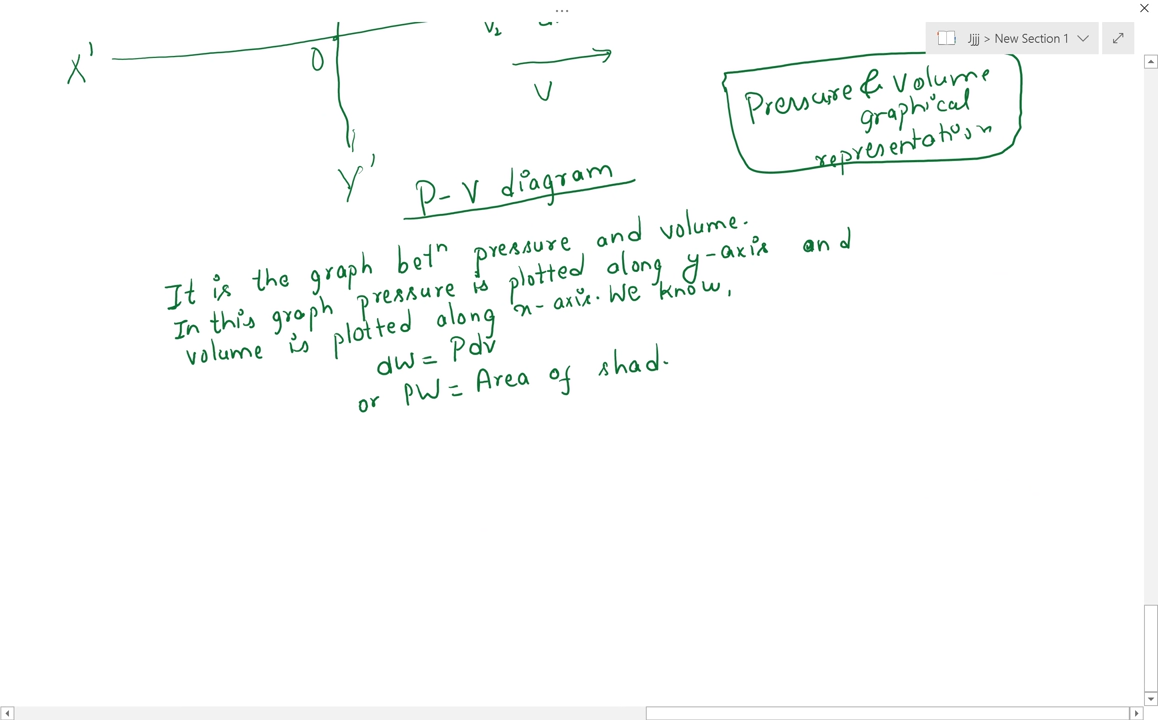 V₂
Jjjj > New Section 1
X'
0
V
Pressure & Volume
graphical
representation
Y'
P-V diagram
It is the graph betⁿ pressure and volume.
In this graph pressure is plotted along y-axis and
volume is plotted along x-axis. We know,
dW = Pdv
or PW = Area of shad.